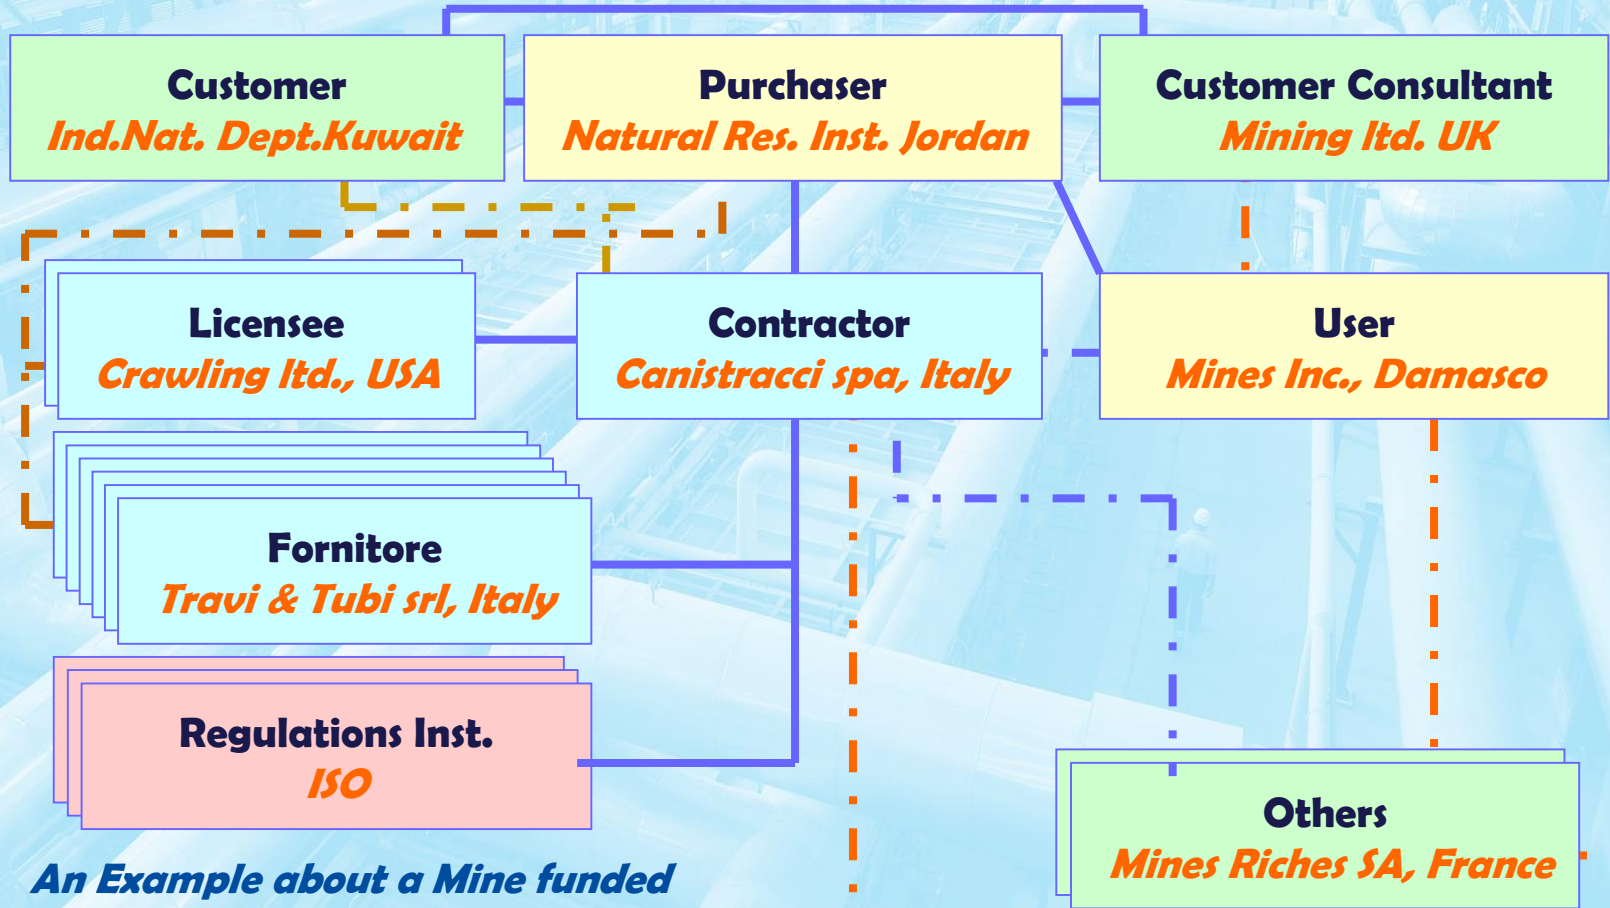 Customer
Ind.Nat. Dept.Kuwait
Purchaser
Natural Res. Inst. Jordan
Customer Consultant
Mining ltd. UK
Licensee
Crawling ltd., USA
Contractor
Canistracci spa, Italy
User
Mines Inc., Damasco
Fornitore
Travi & Tubi srl, Italy
Regulations Inst.
ISO
Others
Mines Riches SA, France
An Example about a Mine funded